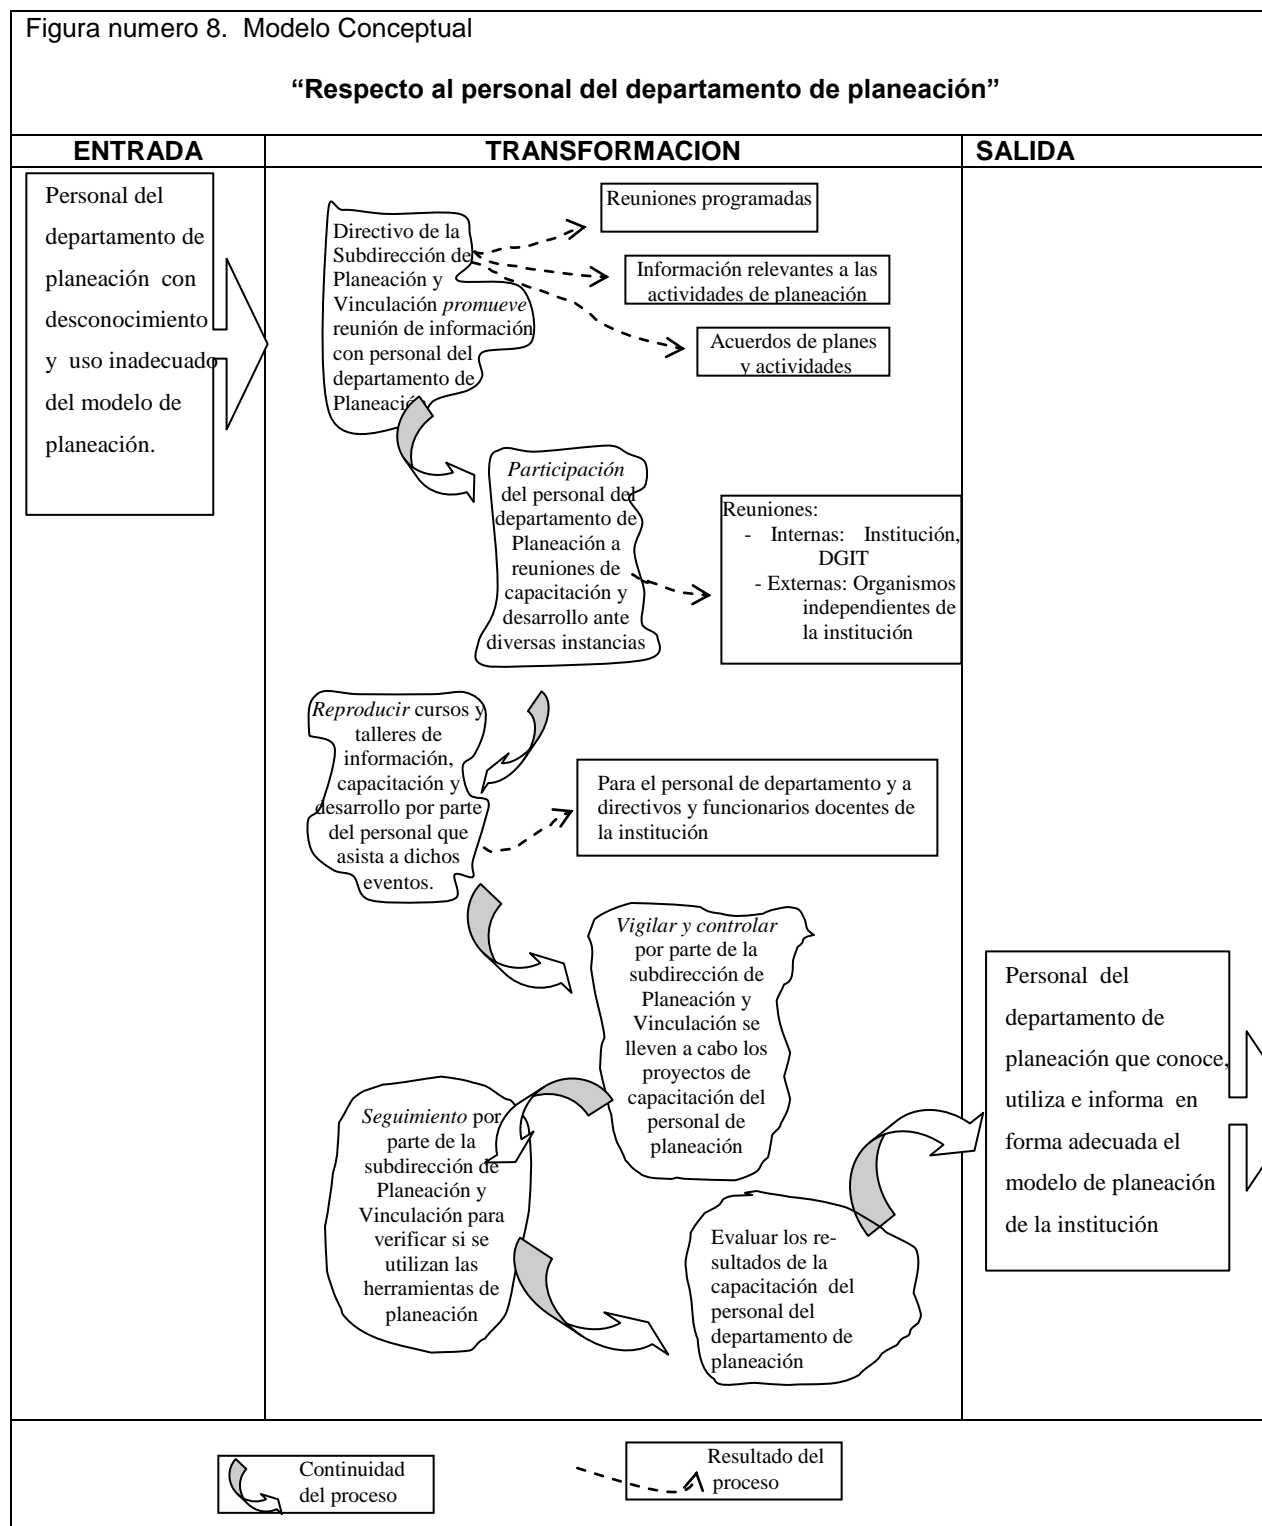 Figura numero 8.  Modelo Conceptual
“Respecto al personal del departamento de planeación”
ENTRADA
TRANSFORMACION
SALIDA
Personal del
departamento de
planeación  con
desconocimiento
y  uso inadecuado
del modelo de
planeación.
Directivo de la
Subdirección de
Planeación y
Vinculación promueve
reunión de información
con personal del
departamento de
Planeación
Reuniones programadas
Información relevantes a las
actividades de planeación
Acuerdos de planes
y actividades
Participación
del personal del
departamento de
Planeación a
reuniones de
capacitación y
desarrollo ante
diversas instancias
Reuniones:
-   Internas:   Institución,
DGIT
- Externas: Organismos
independientes de
la institución
Reproducir cursos y
talleres de
información,
capacitación y
desarrollo por parte
del personal que
asista a dichos
eventos.
Para el personal de departamento y a
directivos y funcionarios docentes de
la institución
Vigilar y controlar
por parte de la
subdirección de
Planeación y
Vinculación se
lleven a cabo los
proyectos de
capacitación del
personal de
planeación
Seguimiento por
parte de la
subdirección de
Planeación y
Vinculación para
verificar si se
utilizan las
herramientas de
planeación
Evaluar los re-
sultados de la
capacitación  del
personal del
departamento de
planeación
Personal  del
departamento de
planeación que conoce,
utiliza e informa  en
forma adecuada el
modelo de planeación
de la institución
Continuidad
del proceso
Resultado del
proceso